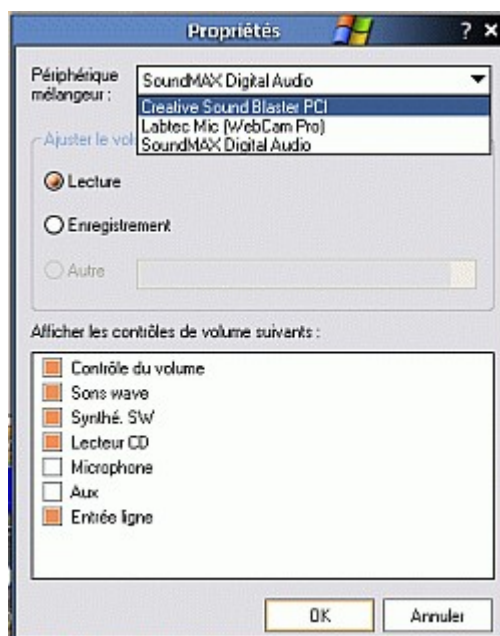 Propriétés
? ×
Périphérique
mélangeur :
SoundMAX Digital Audio
Creative Sound Blaster PCI
Labtec Mic (WebCam Pro)
SoundMAX Digital Audio
Ajuster le vol
Lecture
Enregistrement
Autre
Afficher les contrôles de volume suivants :
Contrôle du volume
Sons wave
Synthé. SW
Lecteur CD
Microphone
Aux
Entrée ligne
OK
Annuler